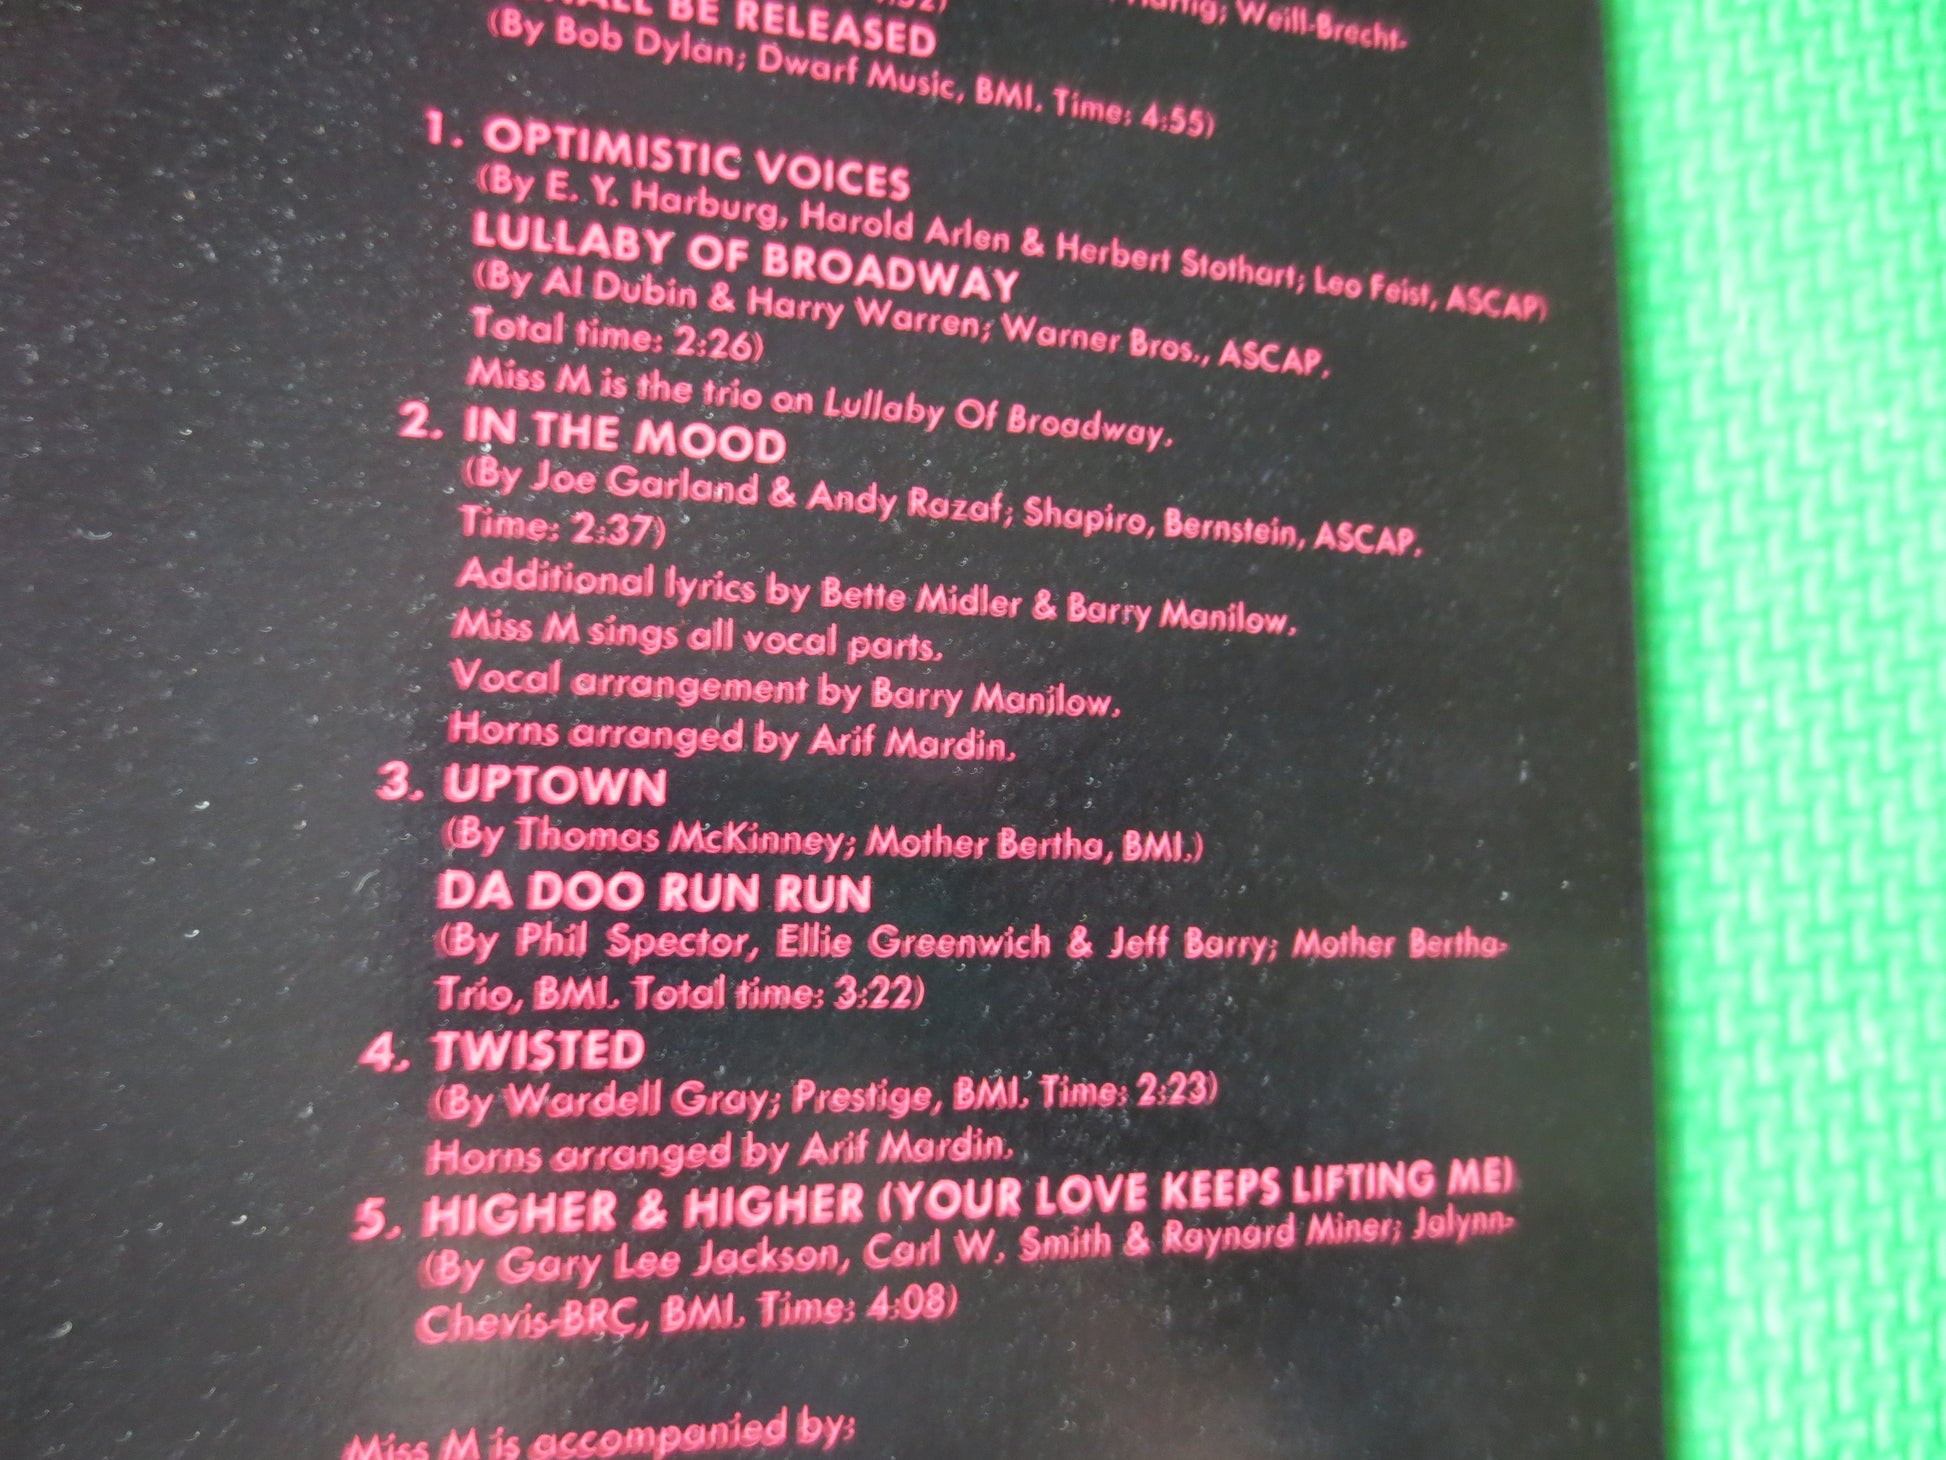 BE RELEASED
(By Bob Dylan; Dwarf Music, BMI. Time: 4:55)
Weill-Brecht-
1. OPTIMISTIC VOICES
(By E. Y. Harburg, Harold Arlen & Herbert Stothart; Leo Feist, ASCAP)
LULLABY OF BROADWAY
(By Al Dubin & Harry Warren; Warner Bros., ASCAP.
Total time: 2:26)
Miss M is the trio on Lullaby Of Broadway.
2. IN THE MOOD
(By Joe Garland & Andy Razaf; Shapiro, Bernstein, ASCAP.
Time: 2:37)
Additional lyrics by Bette Midler & Barry Manilow.
Miss M sings all vocal parts.
Vocal arrangement by Barry Manilow.
Horns arranged by Arif Mardin.
3. UPTOWN
(By Thomas McKinney; Mother Bertha, BMI.)
DA DOO RUN RUN
(By Phil Spector, Ellie Greenwich & Jeff Barry; Mother Bertha-
Trio, BMI. Total time: 3:22)
4. TWISTED
(By Wardell Gray; Prestige, BMI. Time: 2:23)
Horns arranged by Arif Mardin.
5. HIGHER & HIGHER (YOUR LOVE KEEPS LIFTING ME)
(By Gary Lee Jackson, Carl W. Smith & Raynard Miner; Jalynn-
Chevis-BRC, BMI. Time: 4:08)
Miss M is accompanied by: